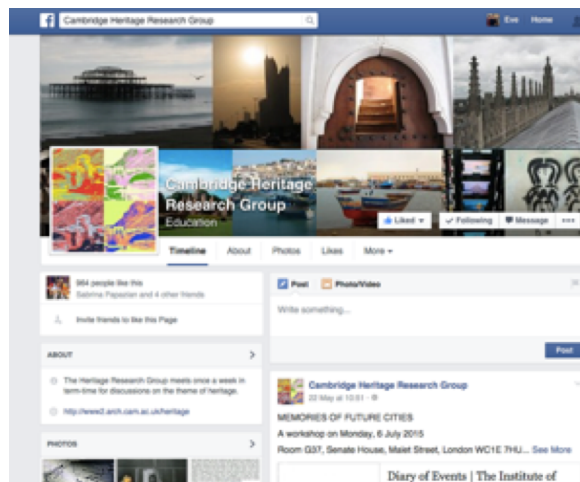 Cambridge Heritage Research Group
Eve Home
Cambridge Heritage
Research Group
Education
Liked Following Message
Timeline About Photos Likes More
984 people like this
Sabrina Papazian and 4 other friends
Invite friends to like this Page
ABOUT
The Heritage Research Group meets once a week in
term-time for discussions on the theme of heritage.
http://www2.arch.cam.ac.uk/heritage
PHOTOS
Post Photo/Video
Write something...
Post
Cambridge Heritage Research Group
22 May at 10:51
MEMORIES OF FUTURE CITIES
A workshop on Monday, 6 July 2015
Room G37, Senate House, Malet Street, London WC1E 7HU... See More
Diary of Events | The Institute of